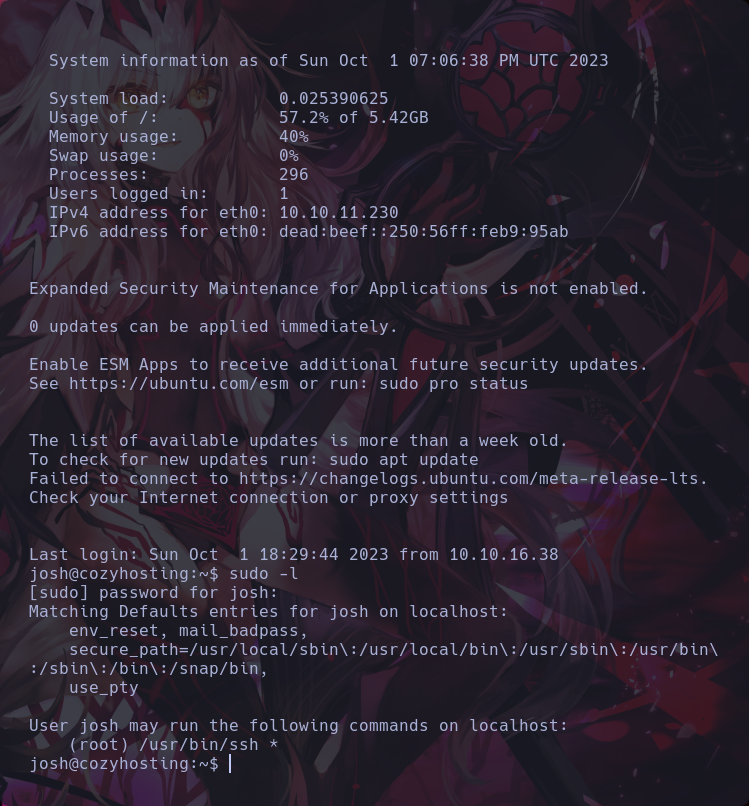 System information as of Sun Oct  1 07:06:38 PM UTC 2023
System load:           0.025390625
Usage of /:            57.2% of 5.42GB
Memory usage:          40%
Swap usage:            0%
Processes:             296
Users logged in:       1
IPv4 address for eth0: 10.10.11.230
IPv6 address for eth0: dead:beef::250:56ff:feb9:95ab
Expanded Security Maintenance for Applications is not enabled.
0 updates can be applied immediately.
Enable ESM Apps to receive additional future security updates.
See https://ubuntu.com/esm or run: sudo pro status
The list of available updates is more than a week old.
To check for new updates run: sudo apt update
Failed to connect to https://changelogs.ubuntu.com/meta-release-lts.
Check your Internet connection or proxy settings
Last login: Sun Oct  1 18:29:44 2023 from 10.10.16.38
josh@cozyhosting:~$ sudo -l
[sudo] password for josh:
Matching Defaults entries for josh on localhost:
    env_reset, mail_badpass,
    secure_path=/usr/local/sbin\:/usr/local/bin\:/usr/sbin\:/usr/bin\
:/sbin\:/bin\:/snap/bin,
    use_pty
User josh may run the following commands on localhost:
    (root) /usr/bin/ssh *
josh@cozyhosting:~$